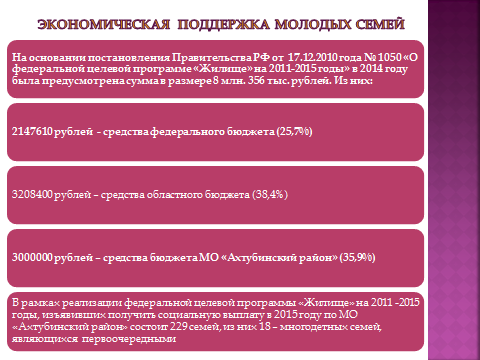 ЭКОНОМИЧЕСКАЯ ПОДДЕРЖКА МОЛОДЫХ СЕМЕЙ
На основании постановления Правительства РФ от 17.12.2010 года № 1050 «О
федеральной целевой программе «Жилище» на 2011-2015 годы» в 2014 году
была предусмотрена сумма в размере 8 млн. 356 тыс. рублей. Из них:
2147610 рублей – средства федерального бюджета (25,7%)
3208400 рублей – средства областного бюджета (38,4%)
3000000 рублей – средства бюджета МО «Ахтубинский район» (35,9%)
В рамках реализации федеральной целевой программы «Жилище» на 2011 -2015
годы, изъявивших получить социальную выплату в 2015 году по МО
«Ахтубинский район» состоит 229 семей, из них 18 – многодетных семей,
являющихся первоочередными